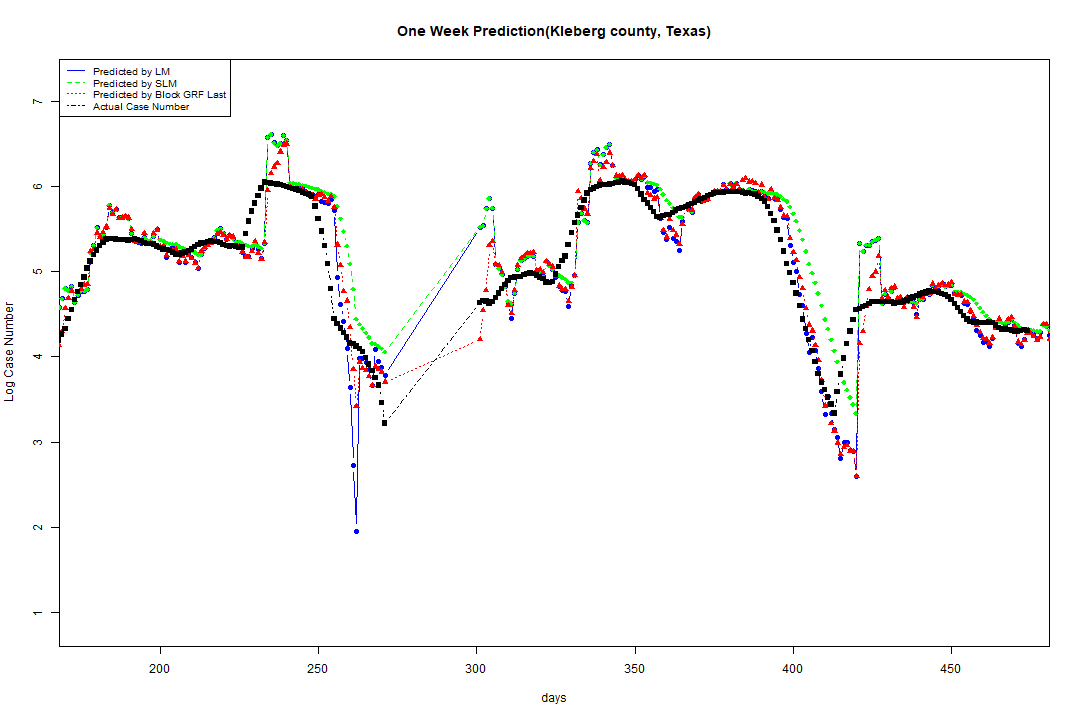 One Week Prediction(Kleberg county, Texas)
Predicted by LM
Predicted by SLM
Predicted by Block GRF Last
Actual Case Number
7
6
5
4
3
2
1
Log Case Number
200
250
300
350
400
450
days